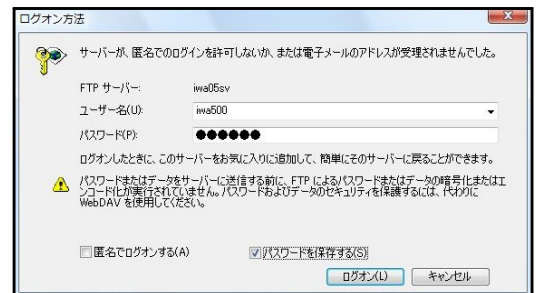 ログオン方法
サーバーが、匿名でのログインを許可しないか、または電子メールのアドレスが受理されませんでした。
FTP サーバー: iwa05sv
ユーザー名(U): iwa500
パスワード(P): ●●●●●●
ログオンしたときに、このサーバーをお気に入りに追加して、簡単にそのサーバーに戻ることができます。
パスワードまたはデータをサーバーに送信する前に、FTP によるパスワードまたはデータの暗号化またはエ
ンコード化が実行されていません。パスワードおよびデータのセキュリティを保護するには、代わりに
WebDAV を使用してください。
匿名でログオンする(A) パスワードを保存する(S)
ログオン(L) キャンセル